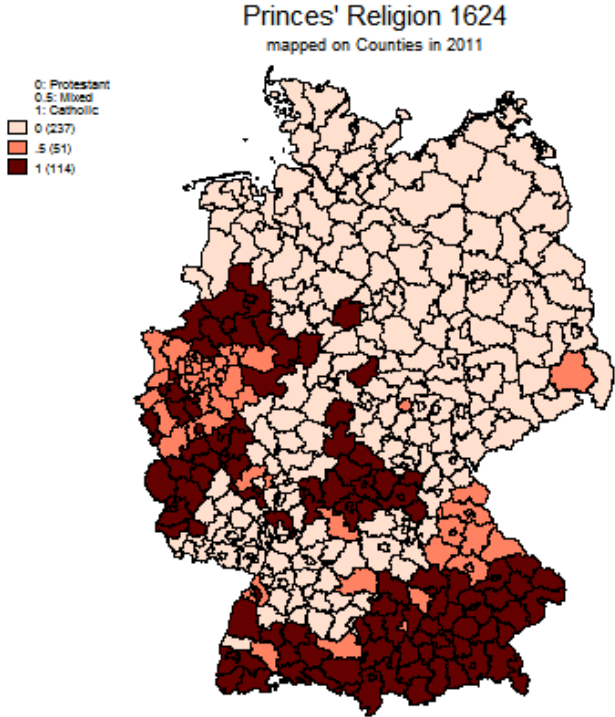 Princes' Religion 1624
mapped on Counties in 2011
0: Protestant
0.5: Mixed
1: Catholic
0 (237)
.5 (51)
1 (114)